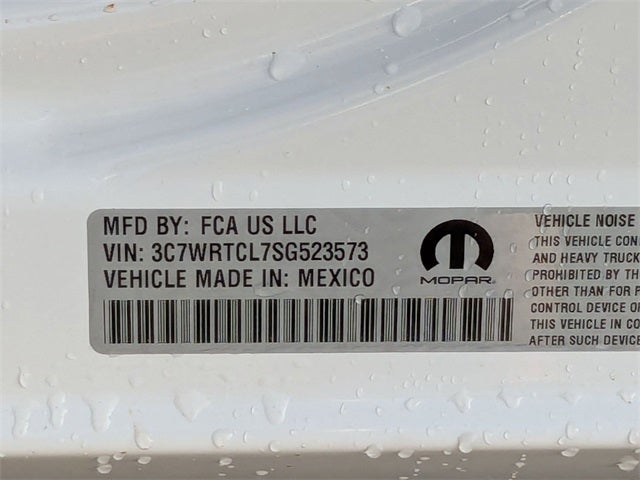 MFD BY: FCA US LLC
VIN: 3C7WRTCL7SG523573
VEHICLE MADE IN: MEXICO
MOPAR
VEHICLE NOISE
THIS VEHICLE CON
AND HEAVY TRUCK
PROHIBITED BY TH
OTHER THAN FOR P
CONTROL DEVICE O
THIS VEHICLE IN CO
AFTER SUCH DEVICE